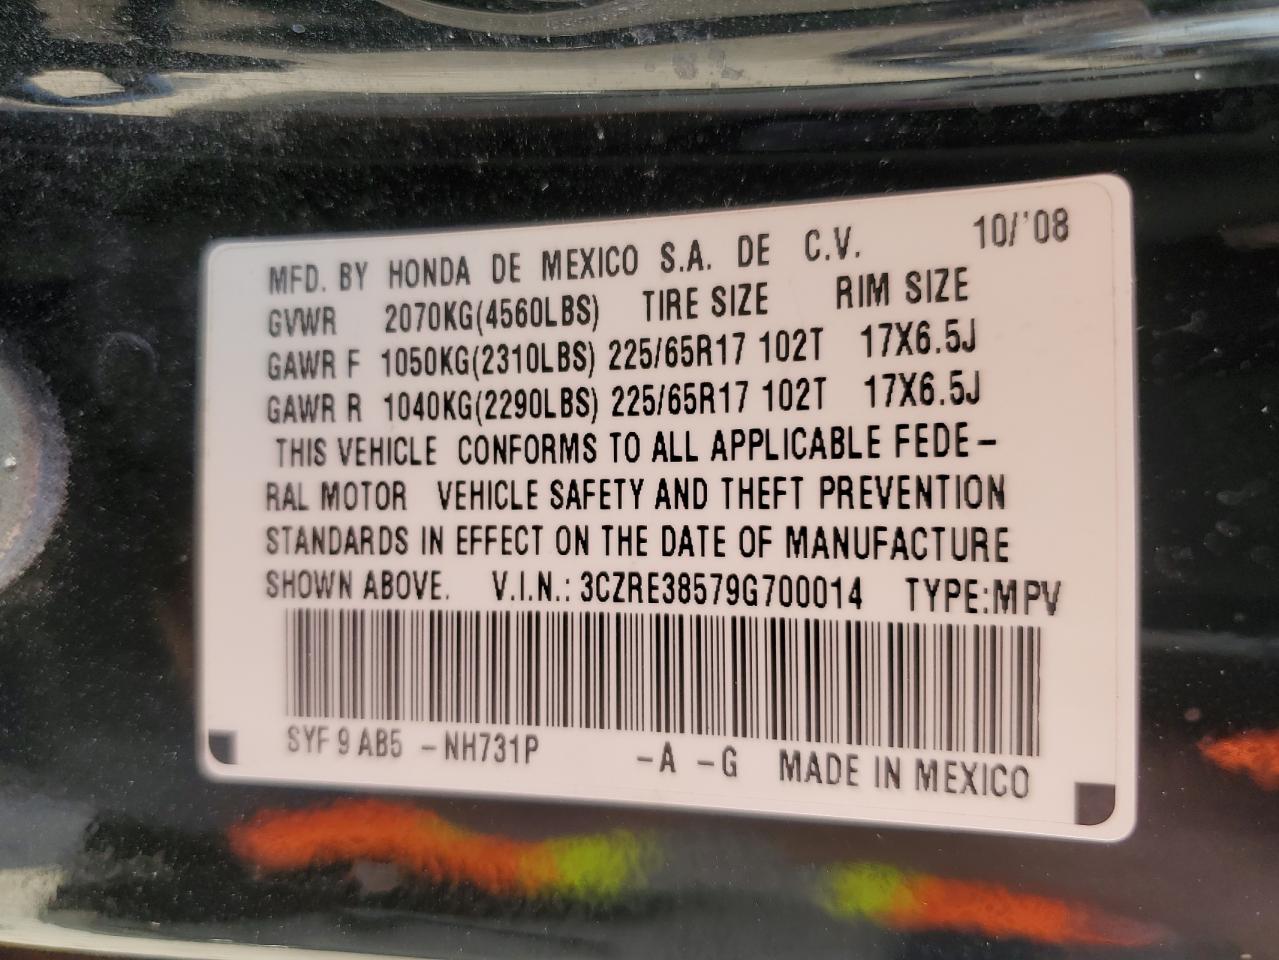 MFD. BY HONDA DE MEXICO S.A. DE C.V. 10/'08
GVWR 2070KG(4560LBS) TIRE SIZE RIM SIZE
GAWR F 1050KG(2310LBS) 225/65R17 102T 17X6.5J
GAWR R 1040KG(2290LBS) 225/65R17 102T 17X6.5J
THIS VEHICLE CONFORMS TO ALL APPLICABLE FEDE-
RAL MOTOR VEHICLE SAFETY AND THEFT PREVENTION
STANDARDS IN EFFECT ON THE DATE OF MANUFACTURE
SHOWN ABOVE. V.I.N.: 3CZRE38579G700014 TYPE:MPV
SYF 9 AB5 -NH731P -A -G MADE IN MEXICO